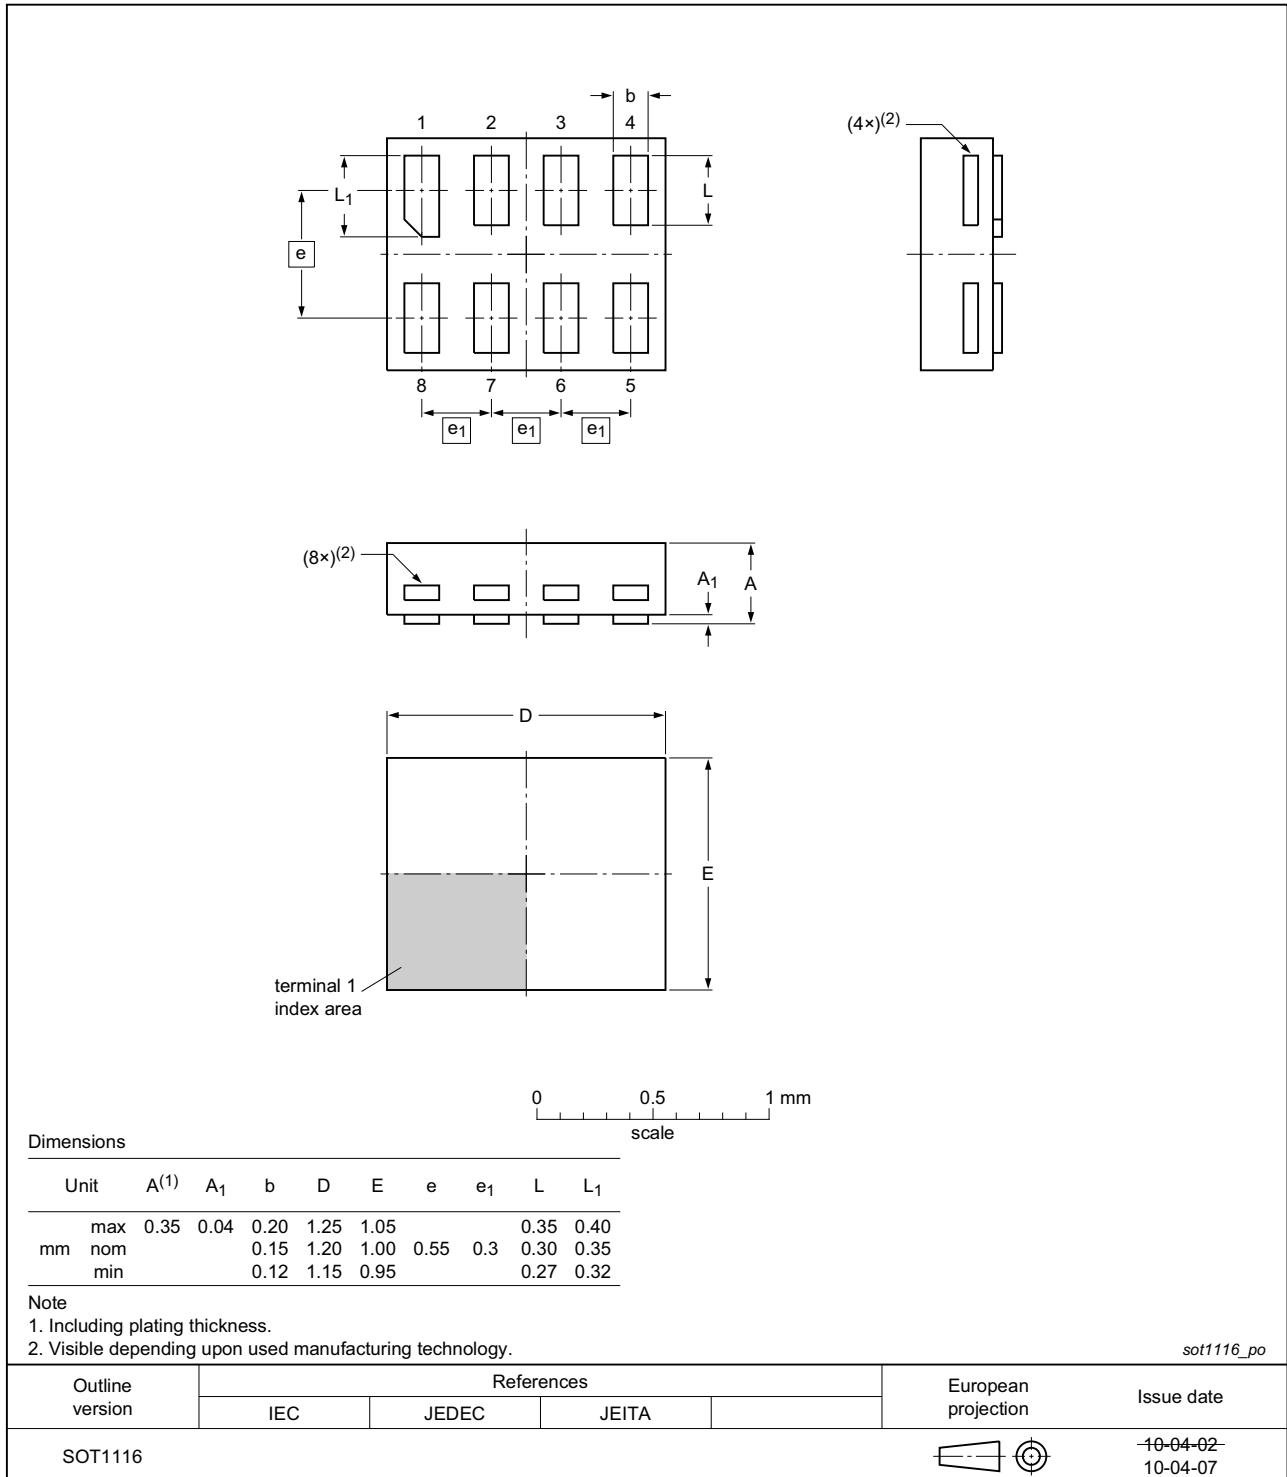 b
1 2 3 4
(4×)(2)
L1
L
e
8 7 6 5
e1 e1 e1
(8×)(2)
A1 A
D
E
terminal 1
index area
0 0.5 1 mm
scale
Dimensions
Unit A(1) A1 b D E e e1 L L1
max 0.35 0.04 0.20 1.25 1.05 0.35 0.40
mm nom 0.15 1.20 1.00 0.55 0.3 0.30 0.35
min 0.12 1.15 0.95 0.27 0.32
Note
1. Including plating thickness.
2. Visible depending upon used manufacturing technology.
sot1116_po
Outline
version
References
IEC JEDEC JEITA
European
projection
Issue date
SOT1116
10-04-02
10-04-07